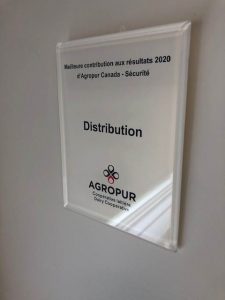 Meilleure contribution aux résultats 2020
d'Agropur Canada - Sécurité
Distribution
AGROPUR
Coopérative laitière
Dairy Cooperative